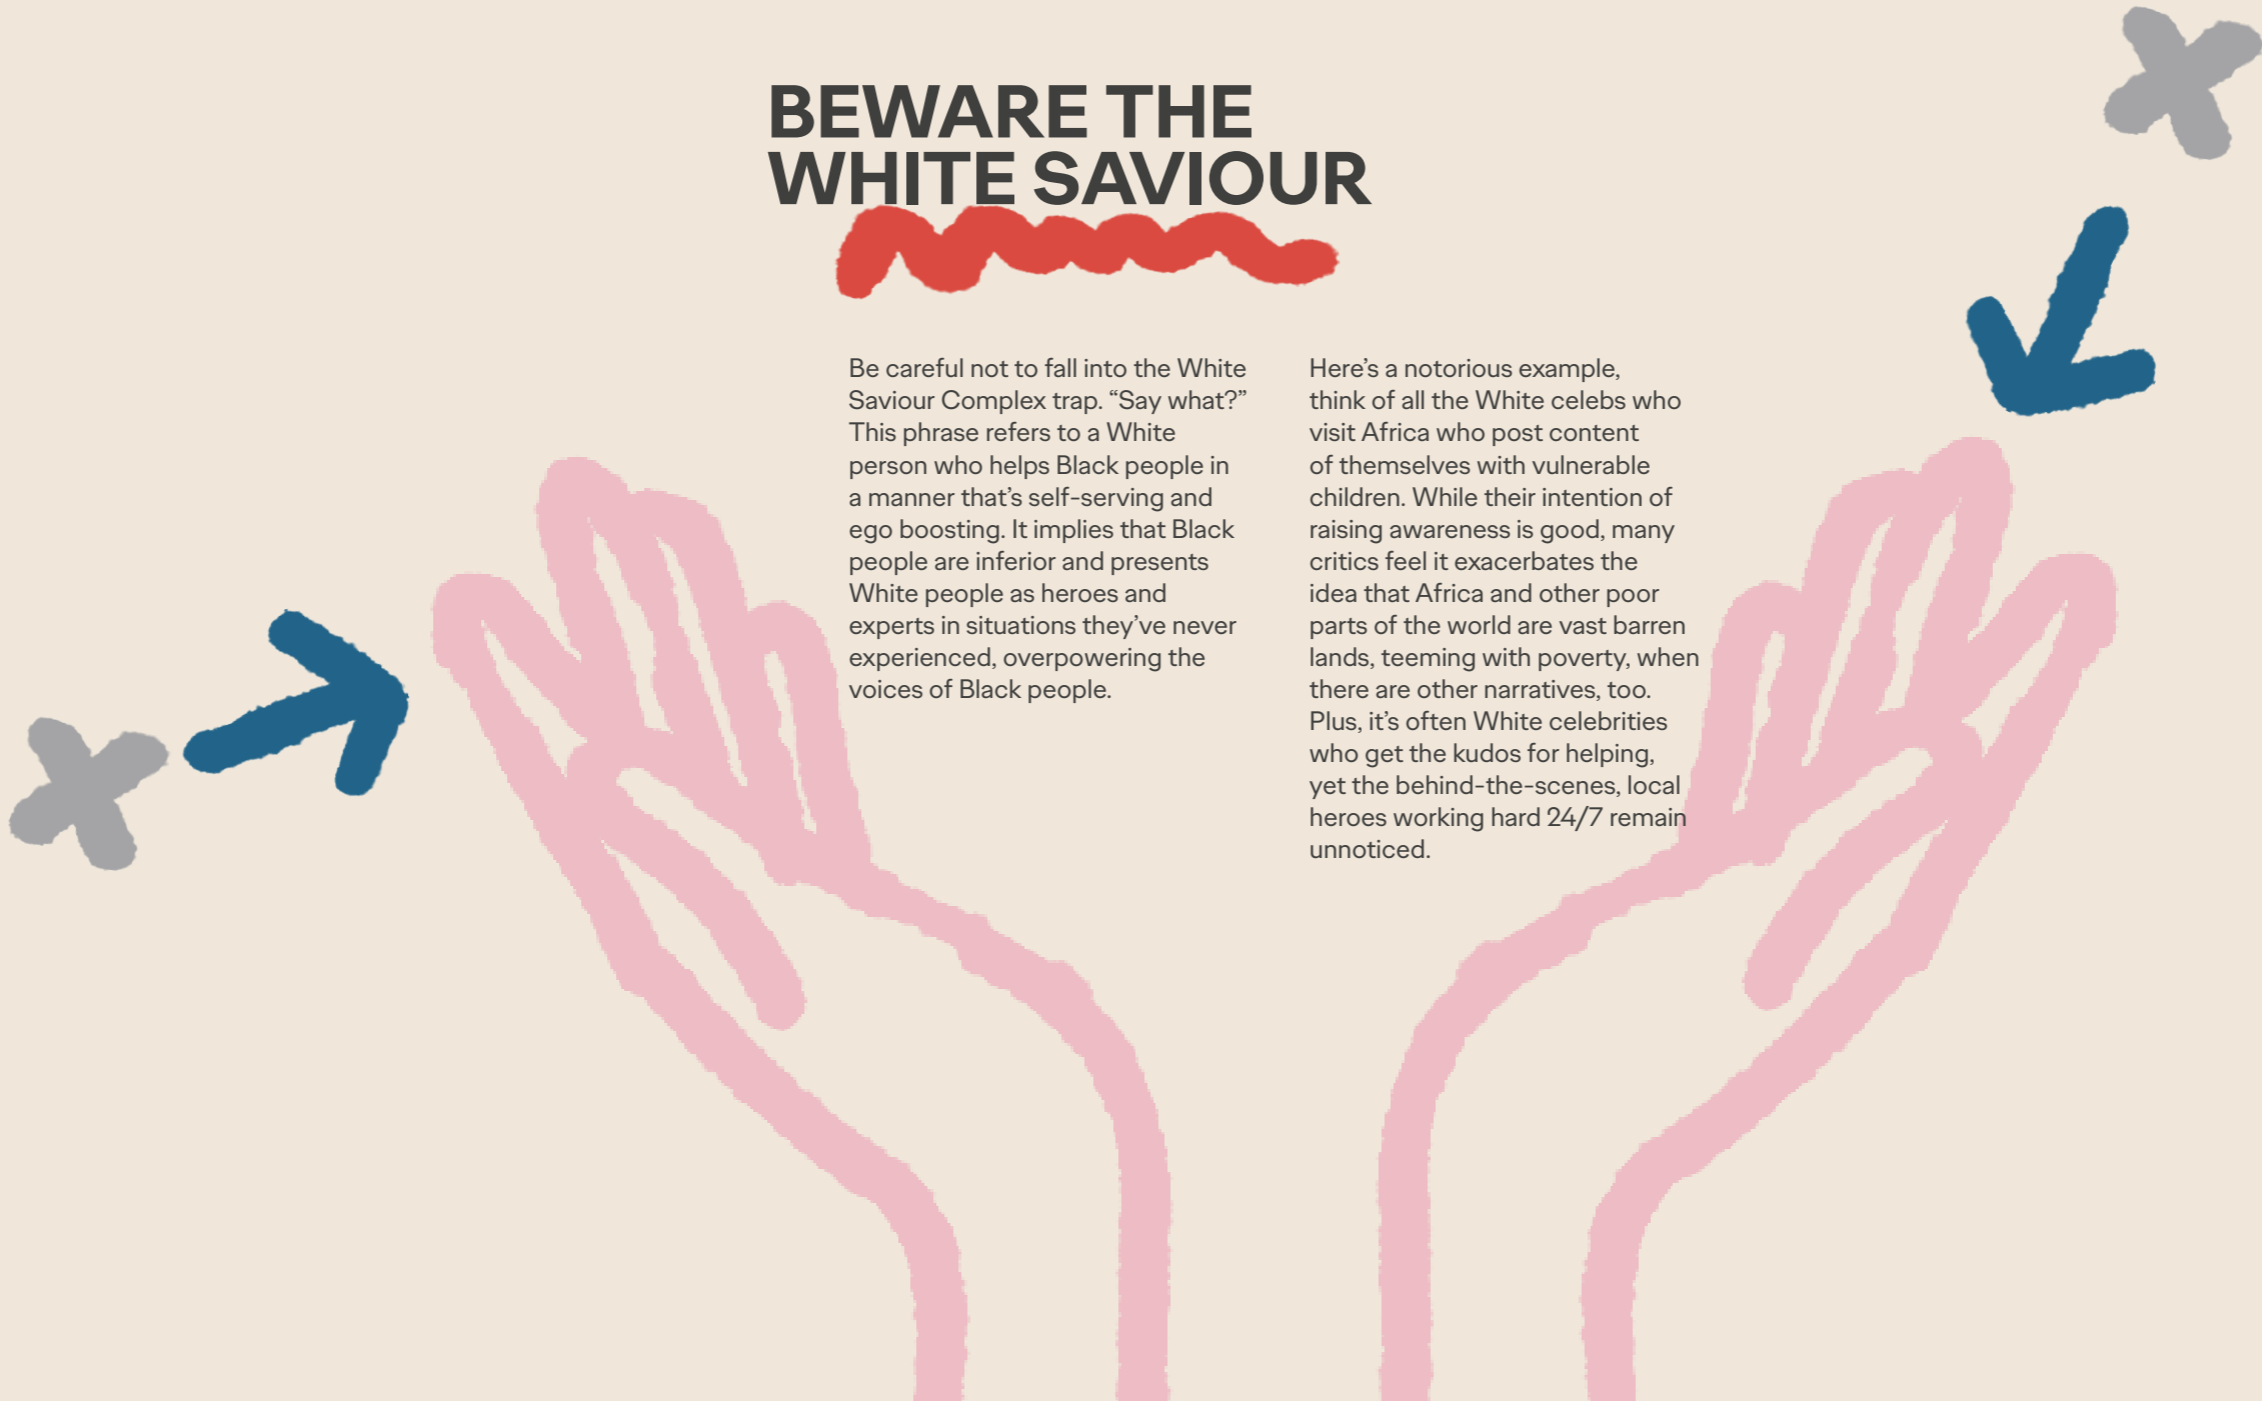 BEWARE THE
WHITE SAVIOUR
Be careful not to fall into the White
Saviour Complex trap. “Say what?”
This phrase refers to a White
person who helps Black people in
a manner that’s self-serving and
ego boosting. It implies that Black
people are inferior and presents
White people as heroes and
experts in situations they’ve never
experienced, overpowering the
voices of Black people.
Here’s a notorious example,
think of all the White celebs who
visit Africa who post content
of themselves with vulnerable
children. While their intention of
raising awareness is good, many
critics feel it exacerbates the
idea that Africa and other poor
parts of the world are vast barren
lands, teeming with poverty, when
there are other narratives, too.
Plus, it’s often White celebrities
who get the kudos for helping,
yet the behind-the-scenes, local
heroes working hard 24/7 remain
unnoticed.